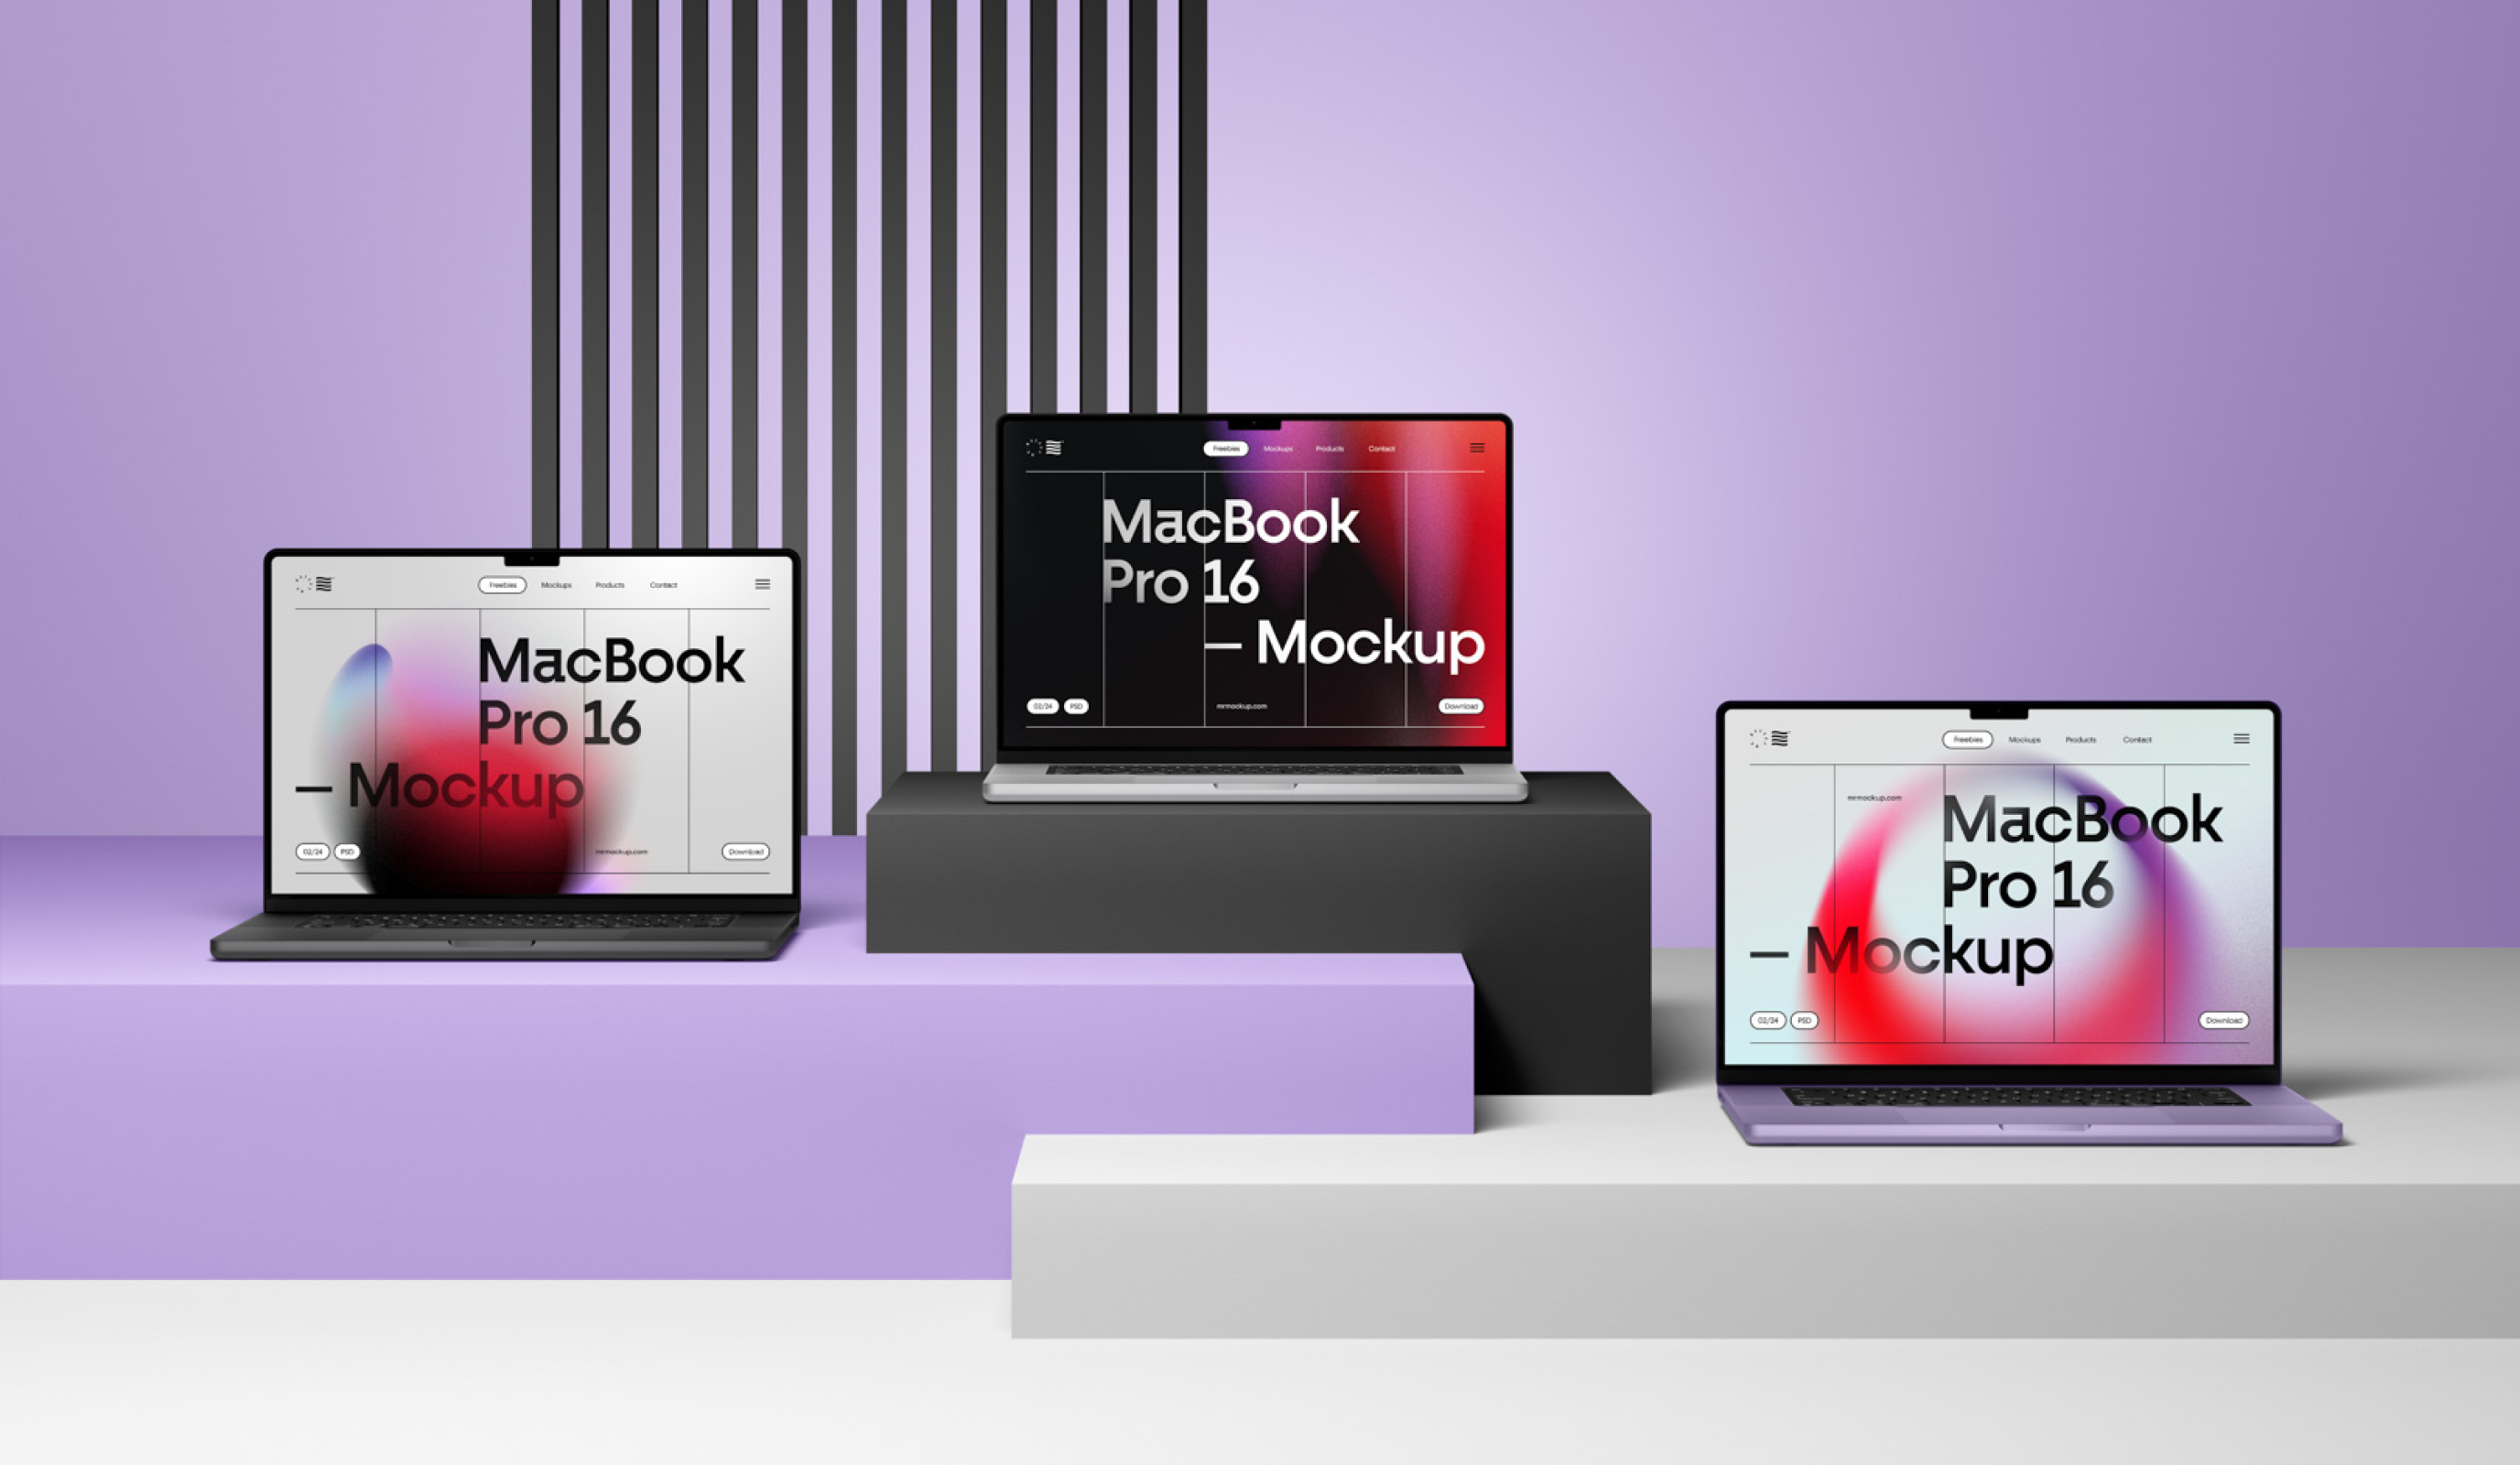 Freebies Mockups Products Contact
MacBook
Pro 16
— Mockup
02/24 PSD mrmockup.com Download
Freebies Mockups Products Contact
MacBook
Pro 16
— Mockup
02/24 PSD mrmockup.com Download
Freebies Mockups Products Contact
mrmockup.com
MacBook
Pro 16
— Mockup
02/24 PSD Download